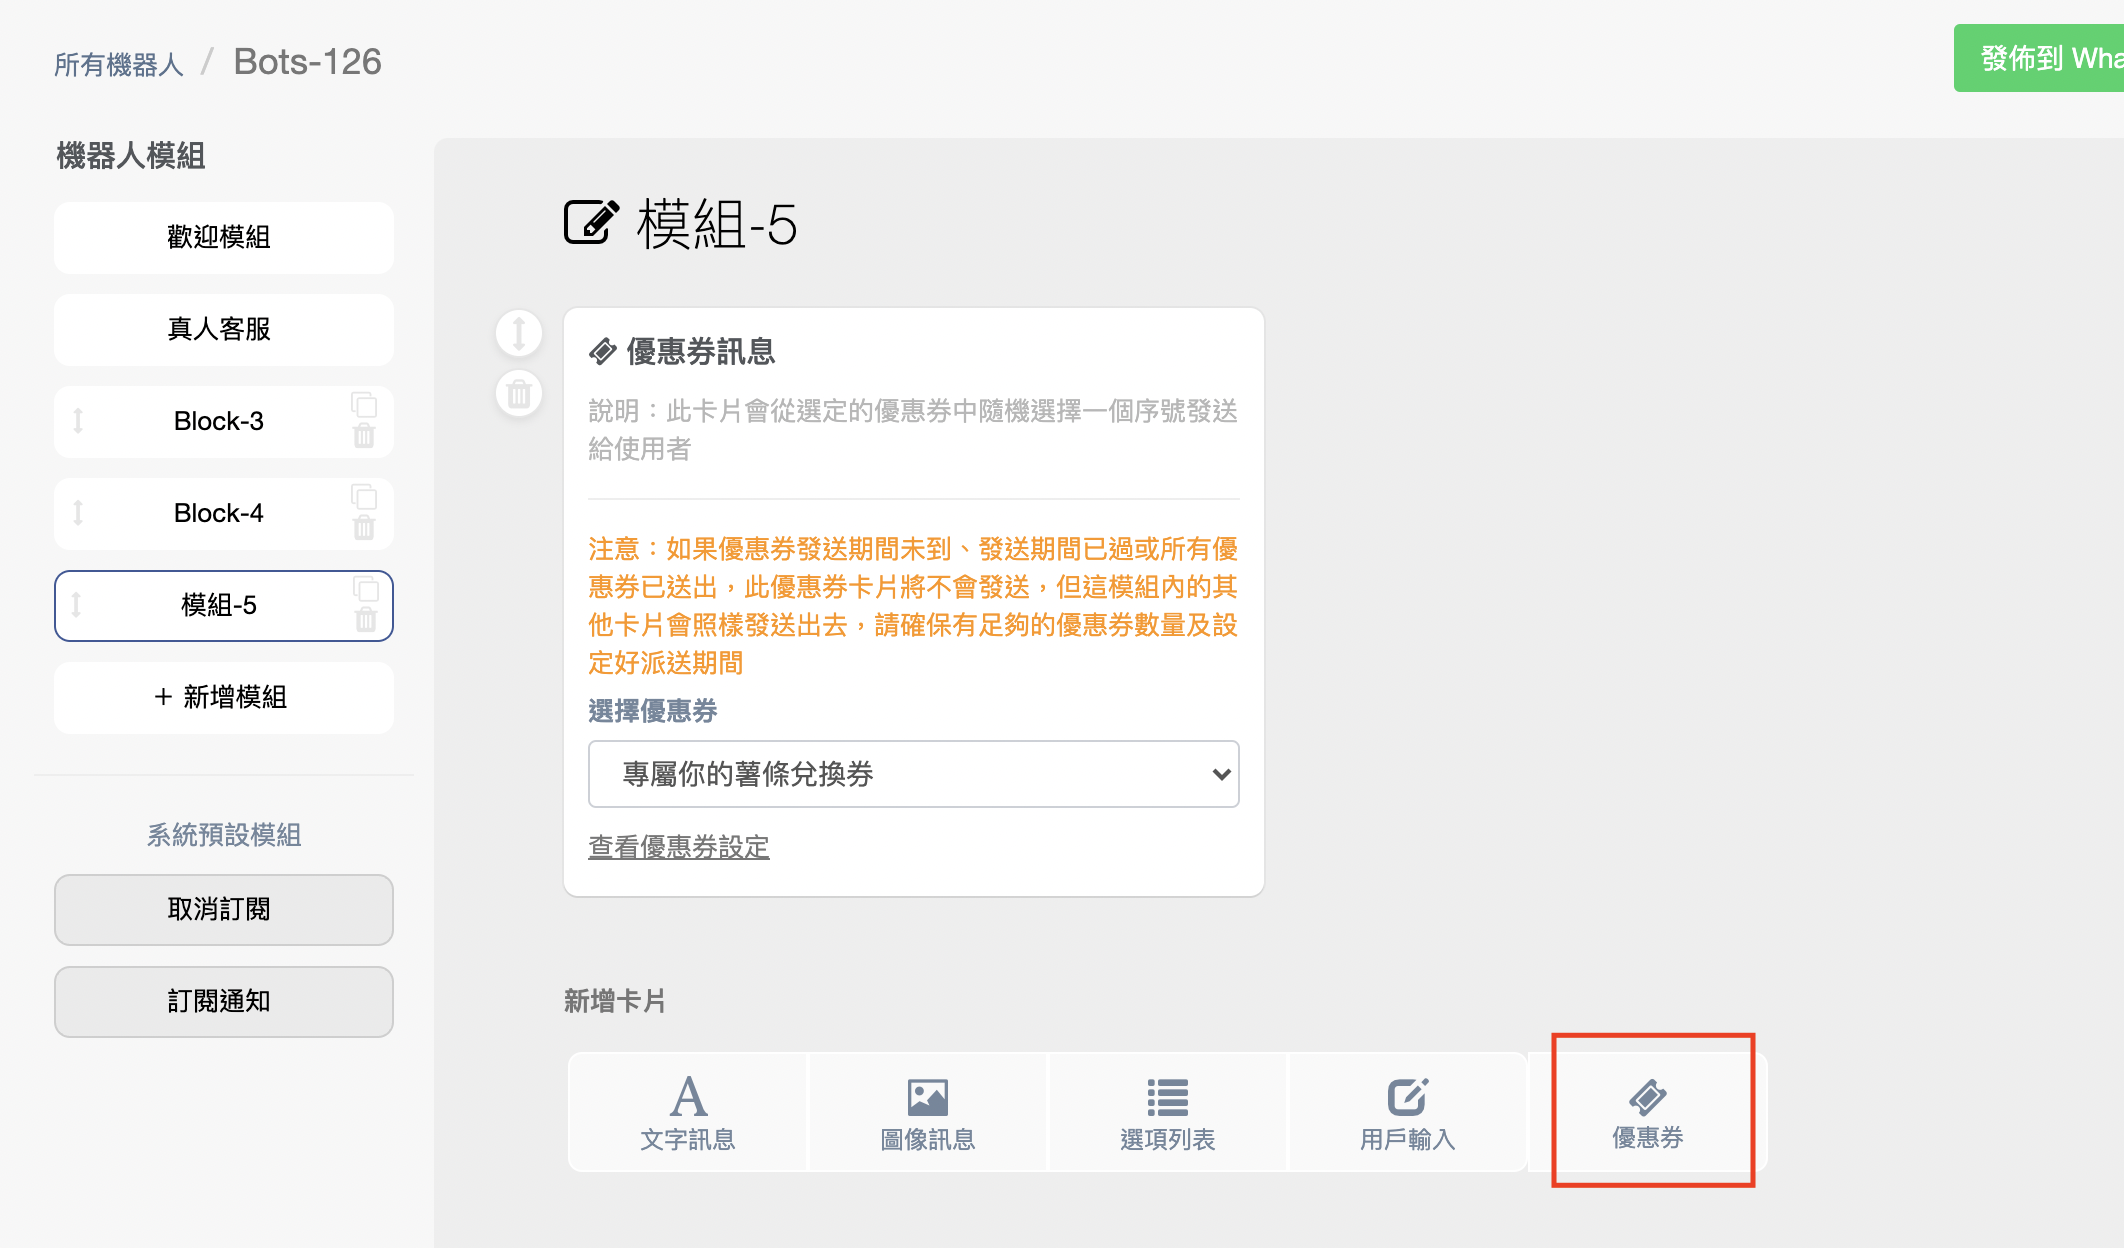 所有機器人 / Bots-126
發佈到 Wha
機器人模組
歡迎模組
真人客服
Block-3
Block-4
模組-5
+ 新增模組
系統預設模組
取消訂閱
訂閱通知
模組-5
優惠券訊息
說明：此卡片會從選定的優惠券中隨機選擇一個序號發送
給使用者
注意：如果優惠券發送期間未到、發送期間已過或所有優
惠券已送出，此優惠券卡片將不會發送，但這模組內的其
他卡片會照樣發送出去，請確保有足夠的優惠券數量及設
定好派送期間
選擇優惠券
專屬你的薯條兌換券
查看優惠券設定
新增卡片
文字訊息
圖像訊息
選項列表
用戶輸入
優惠券